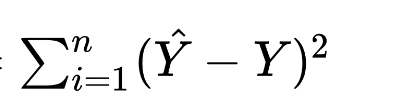 ∑ⁿᵢ₌₁(Ŷ − Y)²